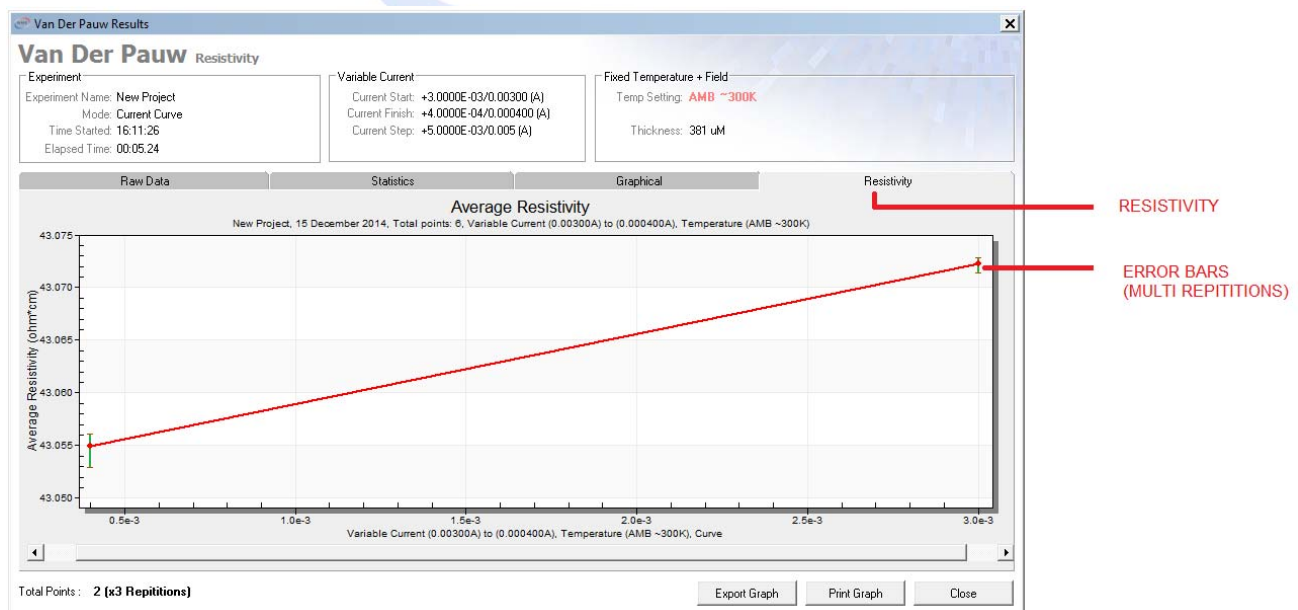 Van Der Pauw Results
Van Der Pauw Resistivity
Experiment
Experiment Name: New Project
Mode: Current Curve
Time Started: 16:11:26
Elapsed Time: 00:05.24
Variable Current
Current Start: +3.0000E-03/0.00300 (A)
Current Finish: +4.0000E-04/0.000400 (A)
Current Step: +5.0000E-03/0.005 (A)
Fixed Temperature + Field
Temp Setting: AMB ~300K
Thickness: 381 uM
Raw Data
Statistics
Graphical
Resistivity
RESISTIVITY
Average Resistivity
New Project, 15 December 2014, Total points: 6, Variable Current (0.00300A) to (0.000400A), Temperature (AMB ~300K)
ERROR BARS
(MULTI REPITITIONS)
Average Resistivity (ohm*cm)
43.075
43.070
43.065
43.060
43.055
43.050
0.5e-3
1.0e-3
1.5e-3
2.0e-3
2.5e-3
3.0e-3
Variable Current (0.00300A) to (0.000400A), Temperature (AMB ~300K), Curve
Total Points : 2 (x3 Repititions)
Export Graph
Print Graph
Close